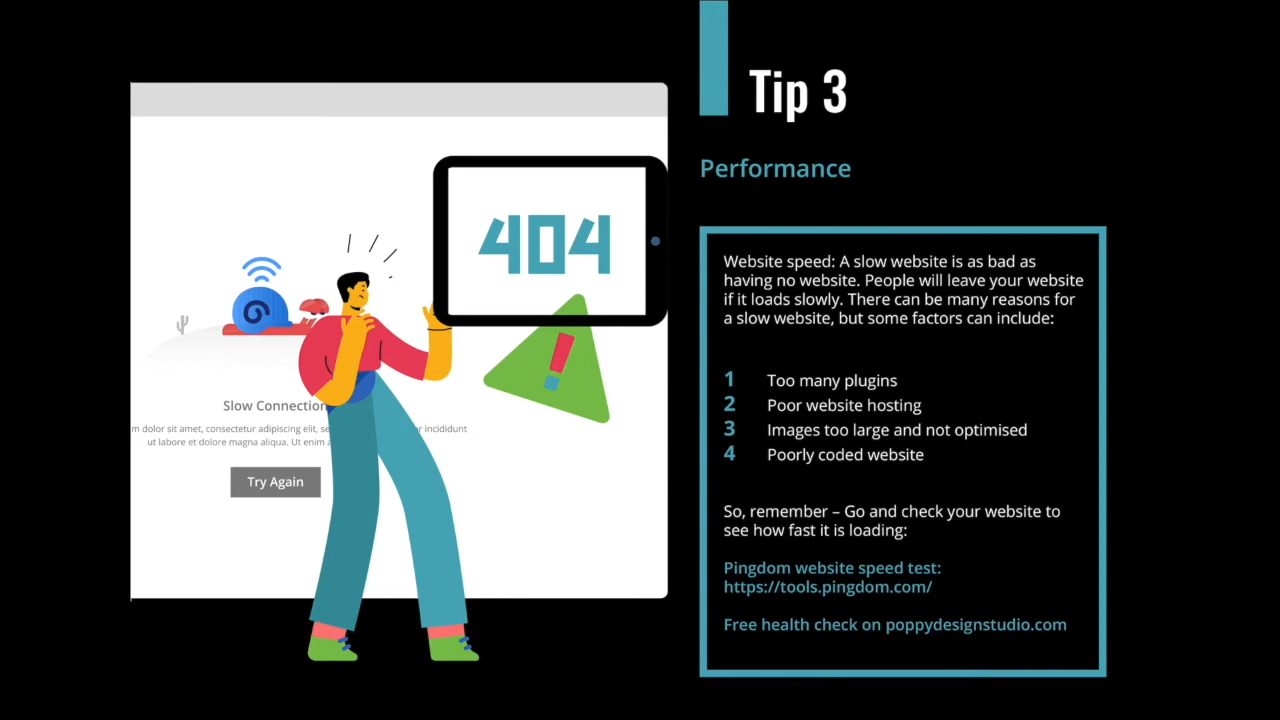 Tip 3
Performance
Website speed: A slow website is as bad as
having no website. People will leave your website
if it loads slowly. There can be many reasons for
a slow website, but some factors can include:
1 Too many plugins
2 Poor website hosting
3 Images too large and not optimised
4 Poorly coded website
So, remember – Go and check your website to
see how fast it is loading:
Pingdom website speed test:
https://tools.pingdom.com/
Free health check on poppydesignstudio.com
404
Slow Connection
m dolor sit amet, consectetur adipiscing elit, se r incididunt
ut labore et dolore magna aliqua. Ut enim a
Try Again